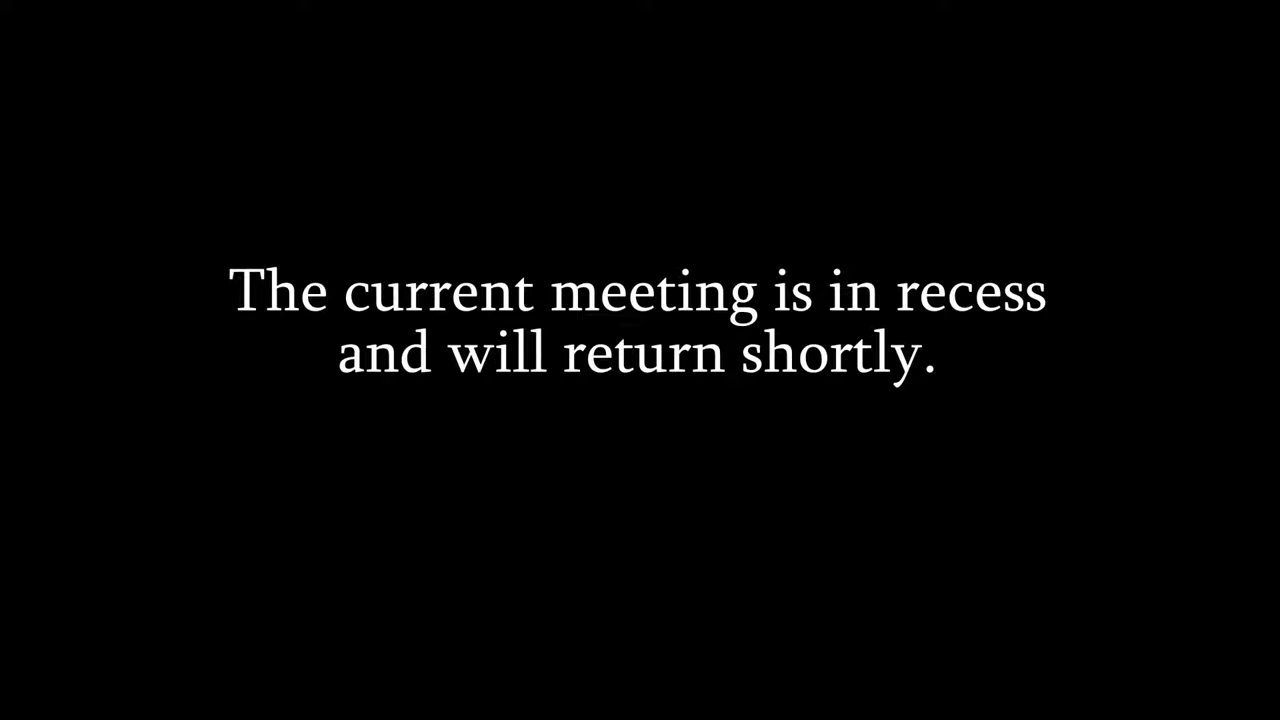 The current meeting is in recess
and will return shortly.